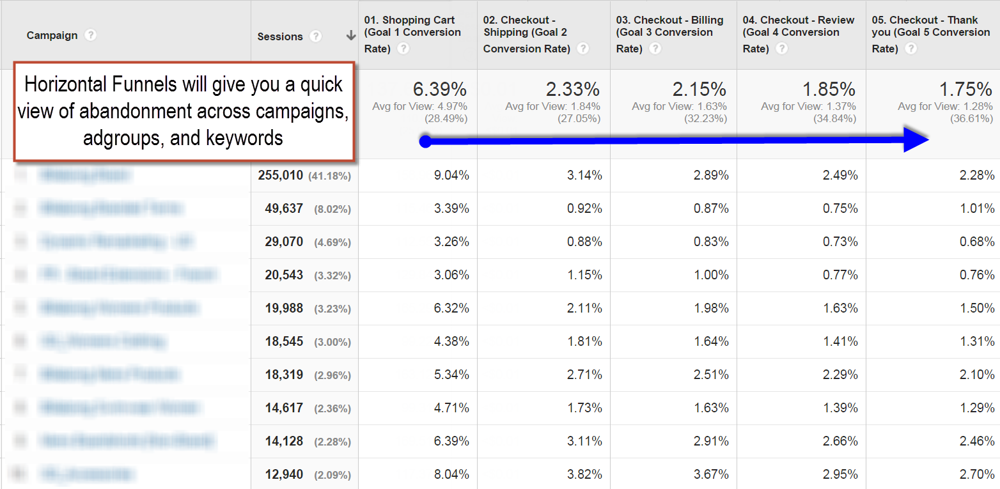 Campaign ?
Sessions ?
01. Shopping Cart
(Goal 1 Conversion
Rate) ?
02. Checkout -
Shipping (Goal 2
Conversion Rate) ?
03. Checkout - Billing
(Goal 3 Conversion
Rate) ?
04. Checkout - Review
(Goal 4 Conversion
Rate) ?
05. Checkout - Thank
you (Goal 5 Conversion
Rate) ?
Horizontal Funnels will give you a quick
view of abandonment across campaigns,
adgroups, and keywords
6.39%
Avg for View: 4.97%
(28.49%)
2.33%
Avg for View: 1.84%
(27.05%)
2.15%
Avg for View: 1.63%
(32.23%)
1.85%
Avg for View: 1.37%
(34.84%)
1.75%
Avg for View: 1.28%
(36.61%)
255,010 (41.18%) 9.04% 3.14% 2.89% 2.49% 2.28%
49,637 (8.02%) 3.39% 0.92% 0.87% 0.75% 1.01%
29,070 (4.69%) 3.26% 0.88% 0.83% 0.73% 0.68%
20,543 (3.32%) 3.06% 1.15% 1.00% 0.77% 0.76%
19,988 (3.23%) 6.32% 2.11% 1.98% 1.63% 1.50%
18,545 (3.00%) 4.38% 1.81% 1.64% 1.41% 1.31%
18,319 (2.96%) 5.34% 2.71% 2.51% 2.29% 2.10%
14,617 (2.36%) 4.71% 1.73% 1.63% 1.39% 1.29%
14,128 (2.28%) 6.39% 3.11% 2.91% 2.66% 2.46%
12,940 (2.09%) 8.04% 3.82% 3.67% 2.95% 2.70%